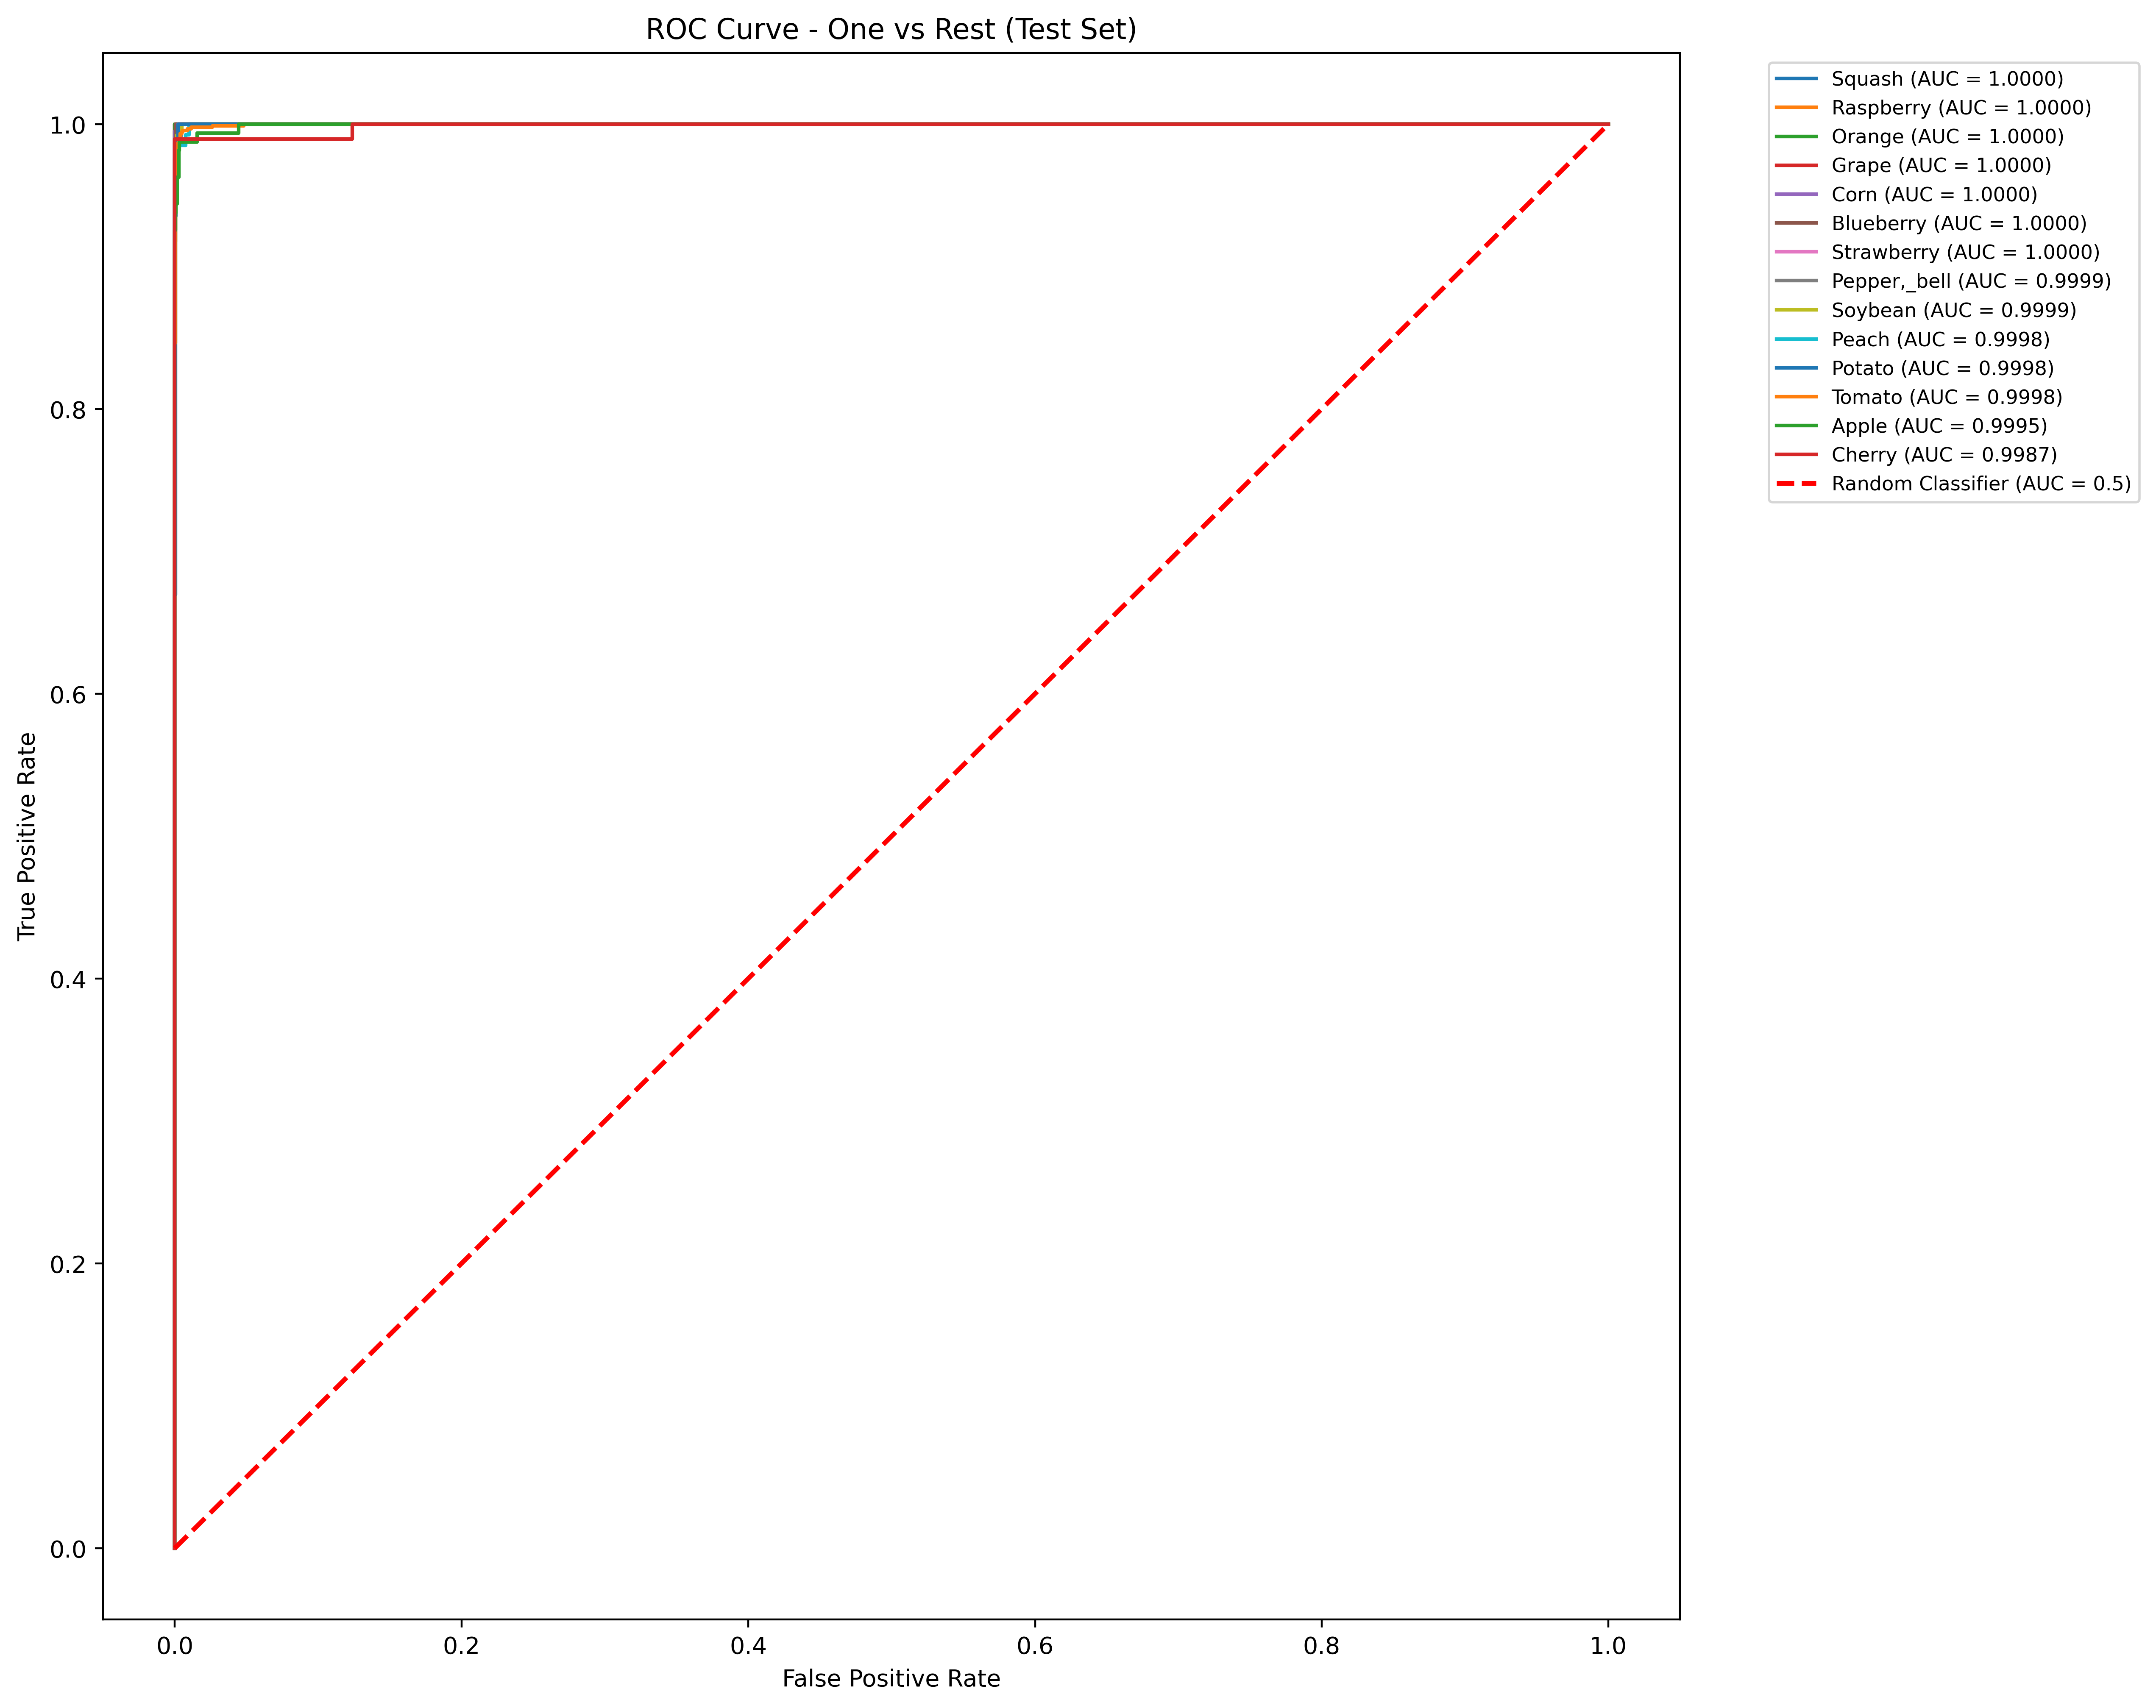 ROC Curve - One vs Rest (Test Set)
Squash (AUC = 1.0000)
Raspberry (AUC = 1.0000)
Orange (AUC = 1.0000)
Grape (AUC = 1.0000)
Corn (AUC = 1.0000)
Blueberry (AUC = 1.0000)
Strawberry (AUC = 1.0000)
Pepper,_bell (AUC = 0.9999)
Soybean (AUC = 0.9999)
Peach (AUC = 0.9998)
Potato (AUC = 0.9998)
Tomato (AUC = 0.9998)
Apple (AUC = 0.9995)
Cherry (AUC = 0.9987)
Random Classifier (AUC = 0.5)
True Positive Rate
1.0
0.8
0.6
0.4
0.2
0.0
0.0 0.2 0.4 0.6 0.8 1.0
False Positive Rate